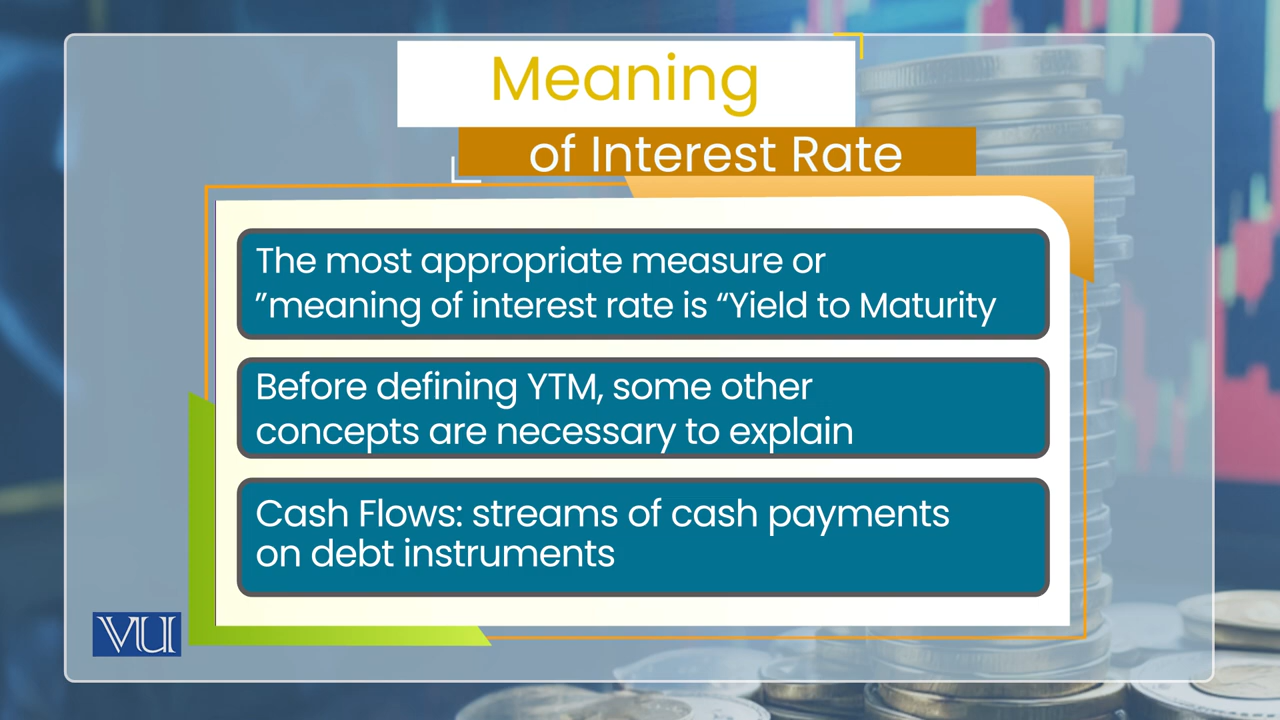 Meaning
of Interest Rate
The most appropriate measure or
”meaning of interest rate is “Yield to Maturity
Before defining YTM, some other
concepts are necessary to explain
Cash Flows: streams of cash payments
on debt instruments
VU